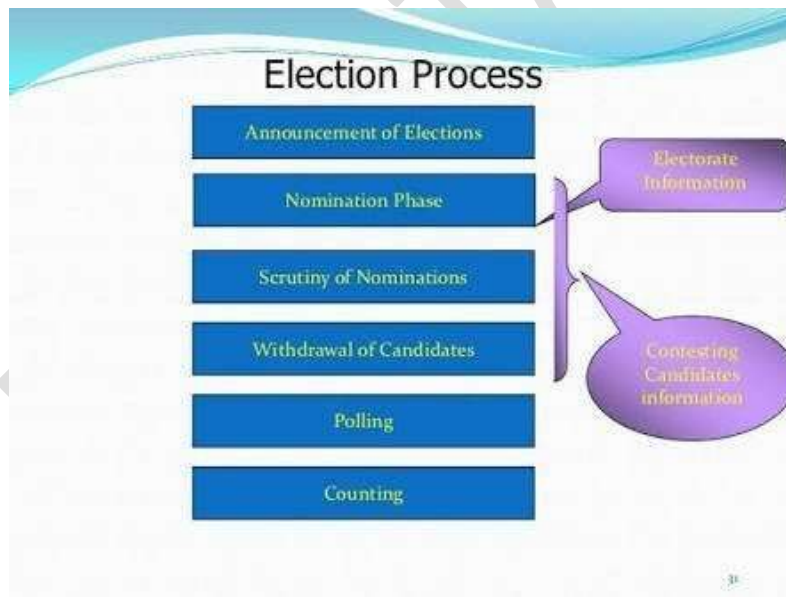 Election Process
Announcement of Elections
Electorate
Information
Nomination Phase
Scrutiny of Nominations
Withdrawal of Candidates
Contesting
Candidates
information
Polling
Counting
31